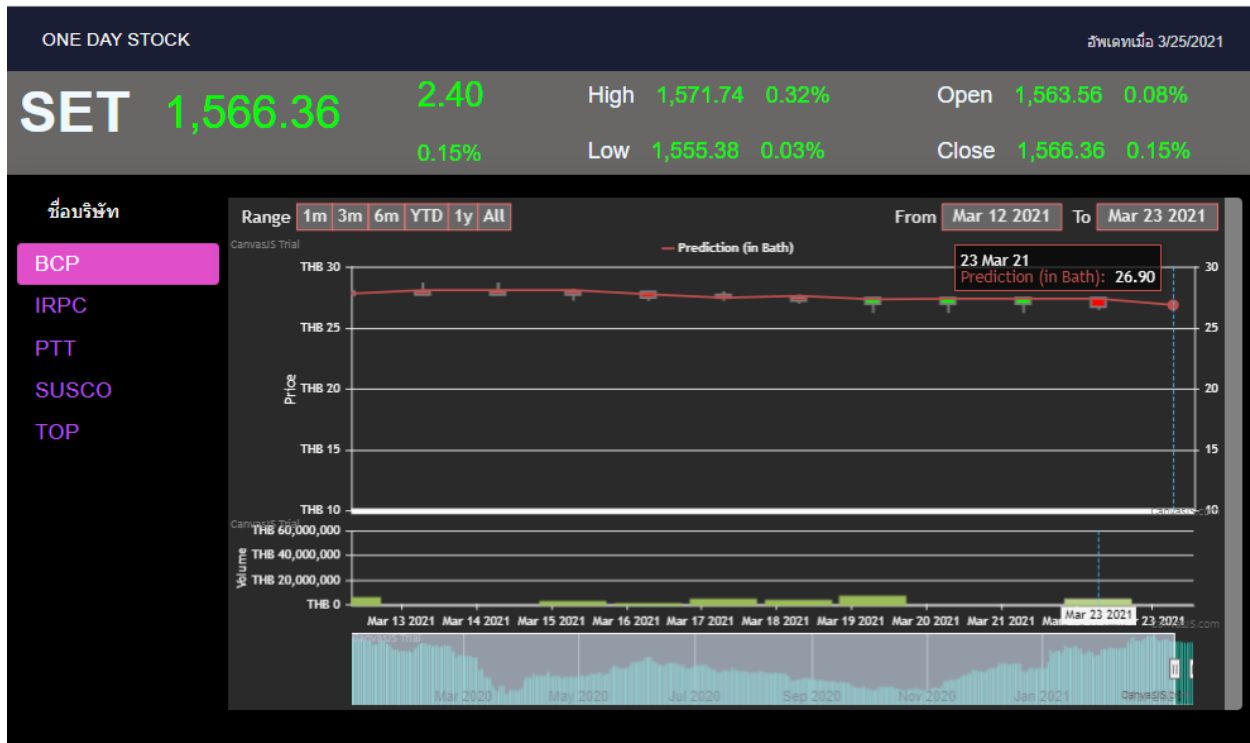 ONE DAY STOCK
อัพเดทเมื่อ 3/25/2021
SET 1,566.36 2.40 0.15%
High 1,571.74 0.32% Open 1,563.56 0.08%
Low 1,555.38 0.03% Close 1,566.36 0.15%
ชื่อบริษัท
BCP
IRPC
PTT
SUSCO
TOP
Range 1m 3m 6m YTD 1y All From Mar 12 2021 To Mar 23 2021
CanvasJS Trial
Prediction (in Bath)
23 Mar 21
Prediction (in Bath): 26.90
THB 30 30
THB 25 25
THB 20 20
THB 15 15
THB 10 10
Price
CanvasJS.com
CanvasJS Trial
THB 60,000,000
THB 40,000,000
THB 20,000,000
THB 0
Volume
Mar 13 2021 Mar 14 2021 Mar 15 2021 Mar 16 2021 Mar 17 2021 Mar 18 2021 Mar 19 2021 Mar 20 2021 Mar 21 2021 Mar 23 2021 23 2021
CanvasJS Trial
Mar 2020 May 2020 Jul 2020 Sep 2020 Nov 2020 Jan 2021